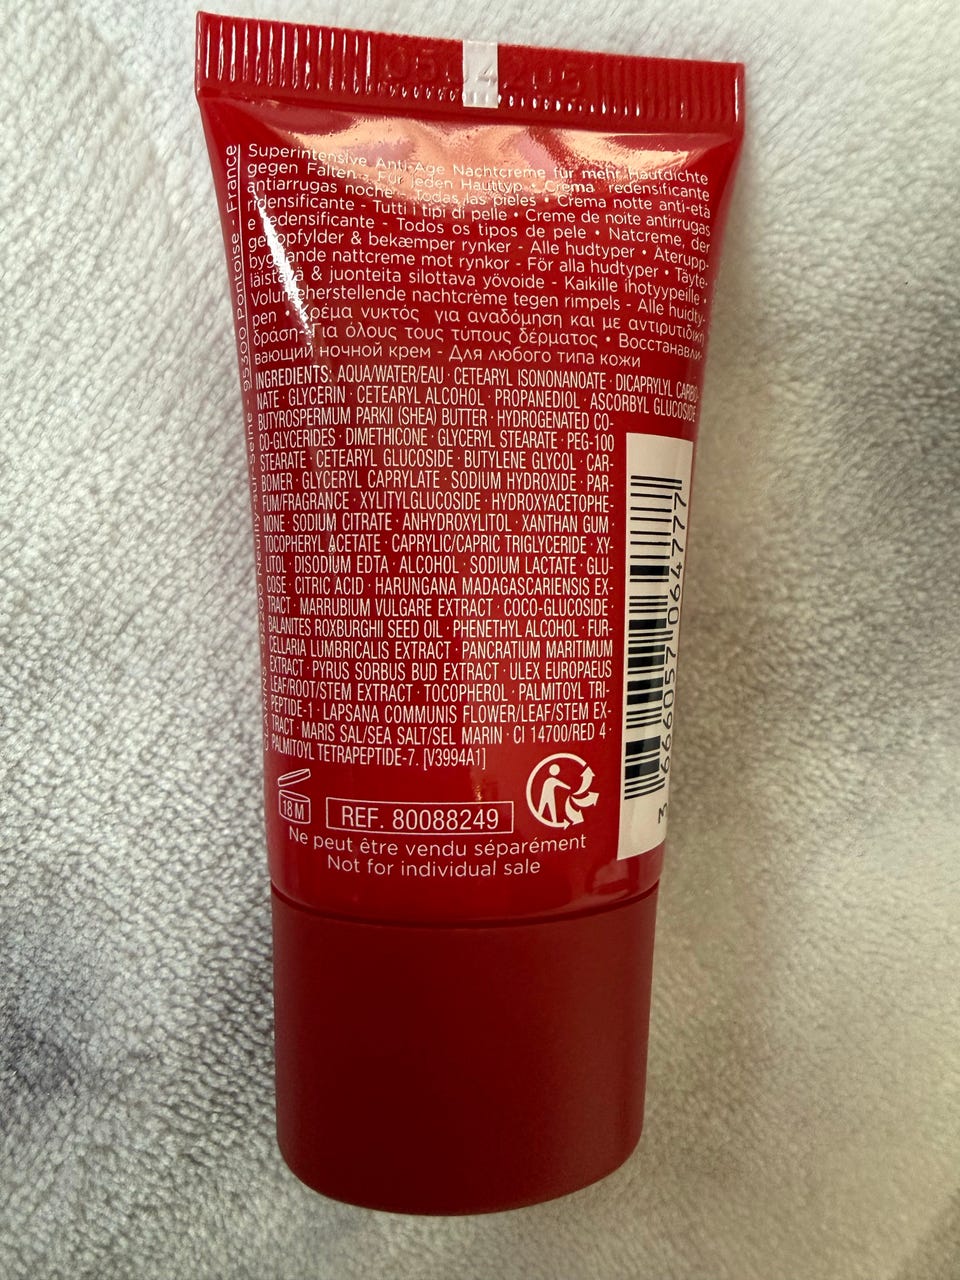 Superintensive Anti-Age Nachtcreme für mehr Hautdichte
gegen Falten - Für jeden Hauttyp • Crema redensificante
antiarrugas noche - Todas las pieles • Crema notte anti-età
ridensificante - Tutti i tipi di pelle • Creme de noite antirrugas
e redensificante - Todos os tipos de pele • Natcreme, der
genopfylder & bekæmper rynker - Alle hudtyper • Återupp-
byggande nattcreme mot rynkor - För alla hudtyper • Täyte-
läistävä & juonteita silottava yövoide - Kaikille ihotyypeille •
Volumeherstellende nachtcrème tegen rimpels - Alle huidty-
pen • Κρέμα νυκτός για αναδόμηση και με αντιρυτιδική
δράση- Για όλους τους τύπους δέρματος • Восстанавли-
вающий ночной крем - Для любого типа кожи
INGREDIENTS: AQUA/WATER/EAU · CETEARYL ISONONANOATE · DICAPRYLYL CARBO-
NATE · GLYCERIN · CETEARYL ALCOHOL · PROPANEDIOL · ASCORBYL GLUCOSIDE
BUTYROSPERMUM PARKII (SHEA) BUTTER · HYDROGENATED CO-
CO-GLYCERIDES · DIMETHICONE · GLYCERYL STEARATE · PEG-100
STEARATE · CETEARYL GLUCOSIDE · BUTYLENE GLYCOL · CAR-
BOMER · GLYCERYL CAPRYLATE · SODIUM HYDROXIDE · PAR-
FUM/FRAGRANCE · XYLITYLGLUCOSIDE · HYDROXYACETOPHE-
NONE · SODIUM CITRATE · ANHYDROXYLITOL · XANTHAN GUM ·
TOCOPHERYL ACETATE · CAPRYLIC/CAPRIC TRIGLYCERIDE · XY-
LITOL · DISODIUM EDTA · ALCOHOL · SODIUM LACTATE · GLU-
COSE · CITRIC ACID · HARUNGANA MADAGASCARIENSIS EX-
TRACT · MARRUBIUM VULGARE EXTRACT · COCO-GLUCOSIDE ·
BALANITES ROXBURGHII SEED OIL · PHENETHYL ALCOHOL · FUR-
CELLARIA LUMBRICALIS EXTRACT · PANCRATIUM MARITIMUM
EXTRACT · PYRUS SORBUS BUD EXTRACT · ULEX EUROPAEUS
LEAF/ROOT/STEM EXTRACT · TOCOPHEROL · PALMITOYL TRI-
PEPTIDE-1 · LAPSANA COMMUNIS FLOWER/LEAF/STEM EX-
TRACT · MARIS SAL/SEA SALT/SEL MARIN · CI 14700/RED 4 ·
PALMITOYL TETRAPEPTIDE-7. [V3994A1]
18 M
REF. 80088249
Ne peut être vendu séparément
Not for individual sale
3 666057 064777
Neuilly-sur-Seine - 95300 Pontoise - France